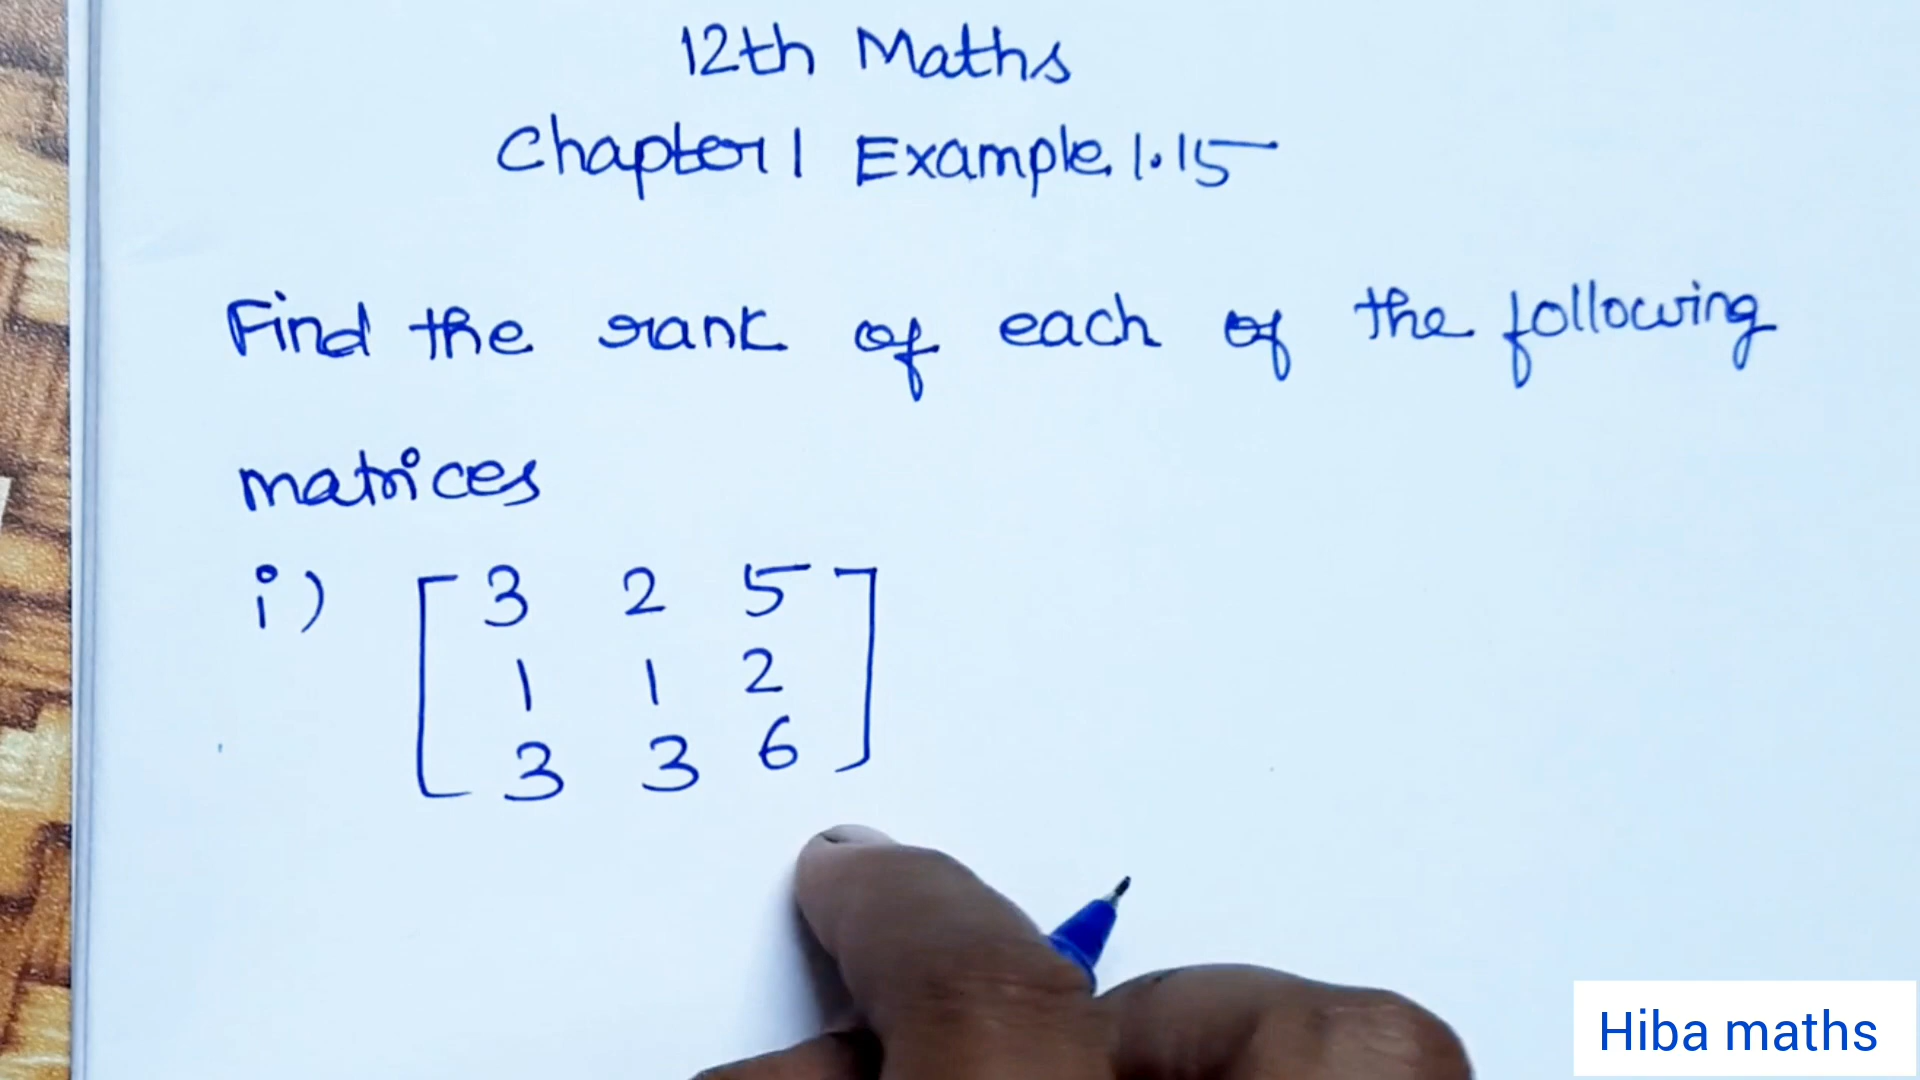 12th Maths
Chapter 1 Example 1.15
Find the rank of each of the following
matrices
i) [ 3 2 5 ]
1 1 2
3 3 6
Hiba maths